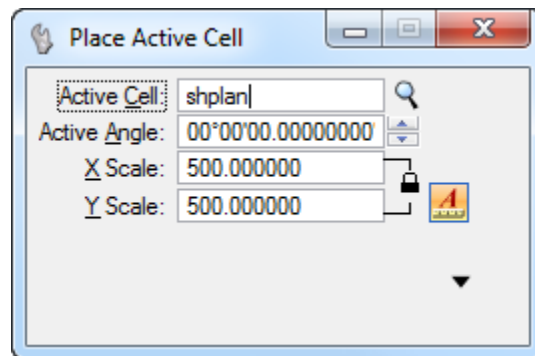 Place Active Cell
Active Cell: shplan
Active Angle: 00°00'00.00000000"
X Scale: 500.000000
Y Scale: 500.000000
A